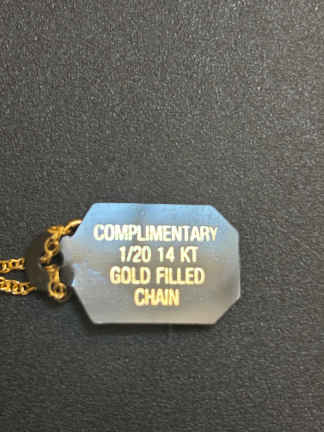 COMPLIMENTARY
1/20 14 KT
GOLD FILLED
CHAIN